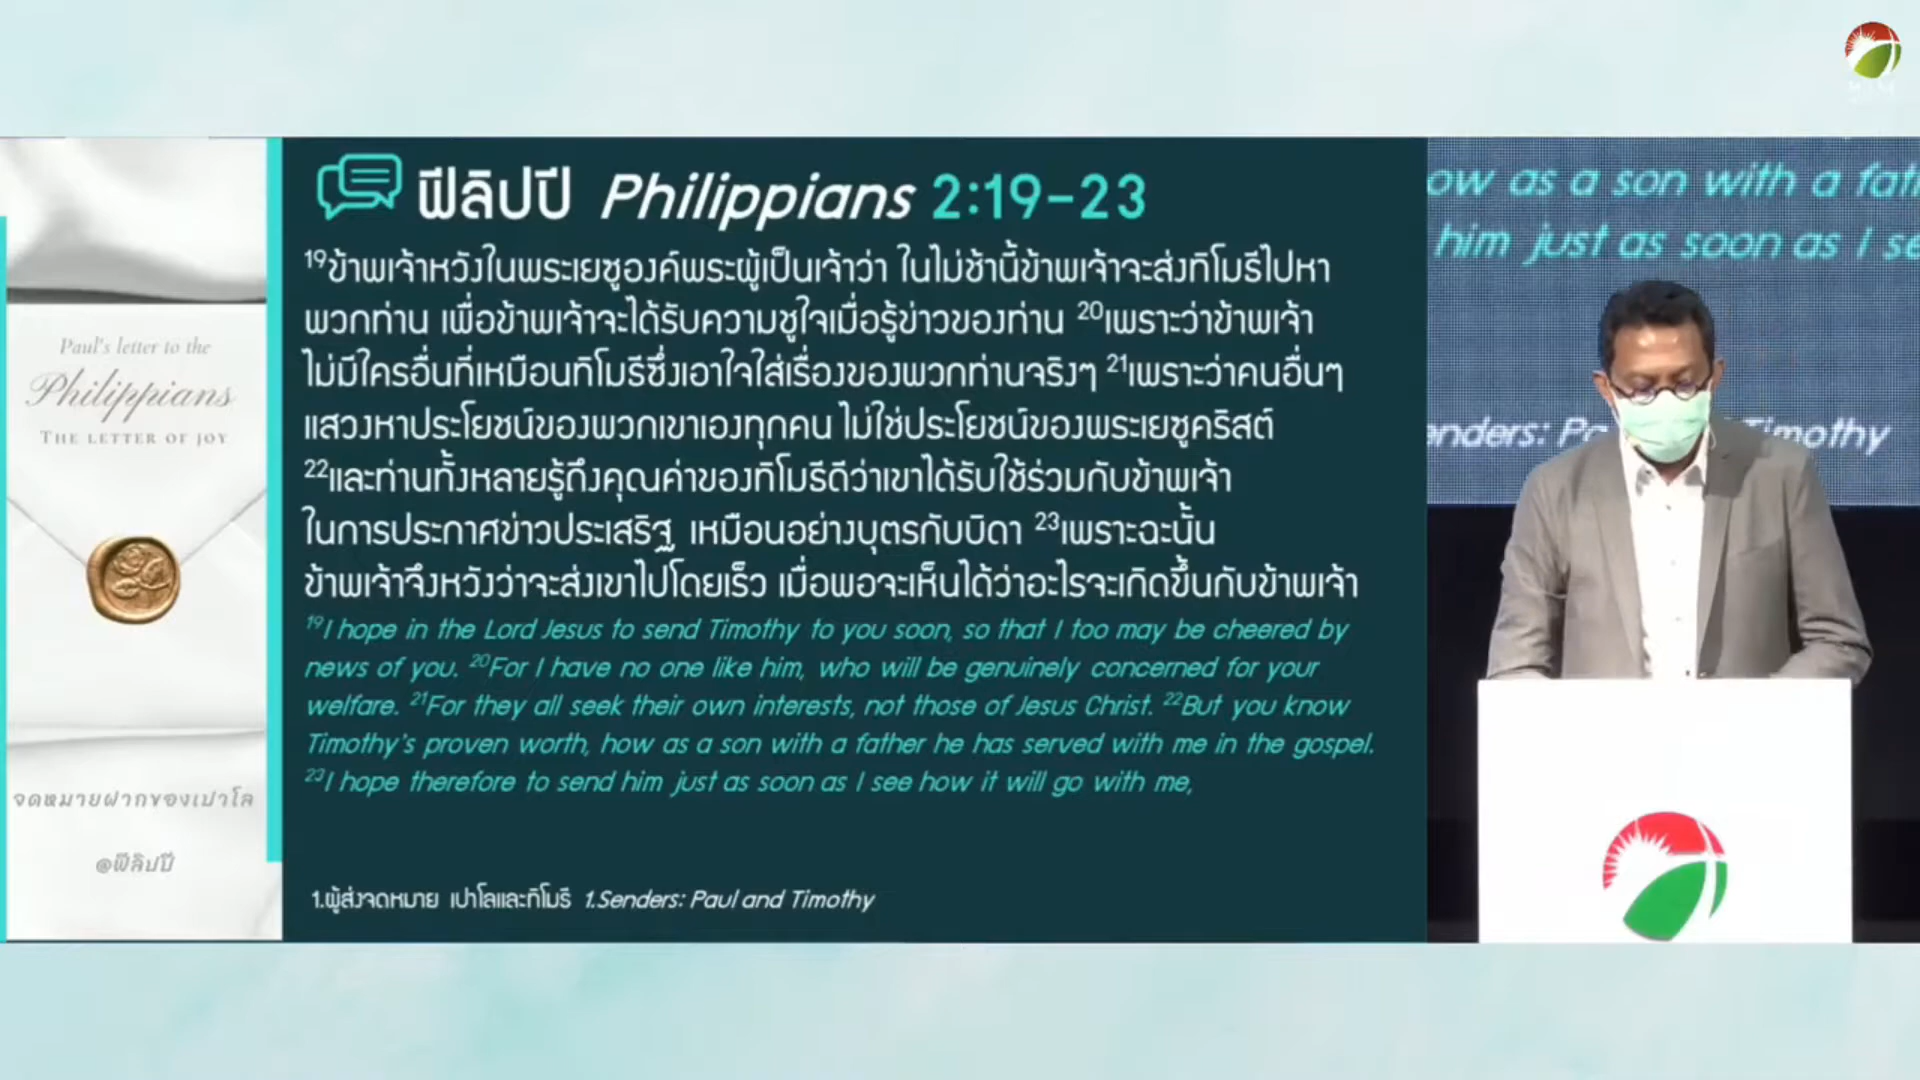 Paul's letter to the
Philippians
THE LETTER OF JOY
จดหมายฝากของเปาโล
@ฟีลิปปี
ฟีลิปปี Philippians 2:19-23
¹⁹ข้าพเจ้าหวังในพระเยซูองค์พระผู้เป็นเจ้าว่า ในไม่ช้านี้ข้าพเจ้าจะส่งทิโมธีไปหา
พวกท่าน เพื่อข้าพเจ้าจะได้รับความชูใจเมื่อรู้ข่าวของท่าน ²⁰เพราะว่าข้าพเจ้า
ไม่มีใครอื่นที่เหมือนทิโมธีซึ่งเอาใจใส่เรื่องของพวกท่านจริงๆ ²¹เพราะว่าคนอื่นๆ
แสวงหาประโยชน์ของพวกเขาเองทุกคน ไม่ใช่ประโยชน์ของพระเยซูคริสต์
²²และท่านทั้งหลายรู้ถึงคุณค่าของทิโมธีดีว่าเขาได้รับใช้ร่วมกับข้าพเจ้า
ในการประกาศข่าวประเสริฐ เหมือนอย่างบุตรกับบิดา ²³เพราะฉะนั้น
ข้าพเจ้าจึงหวังว่าจะส่งเขาไปโดยเร็ว เมื่อพอจะเห็นได้ว่าอะไรจะเกิดขึ้นกับข้าพเจ้า
¹⁹I hope in the Lord Jesus to send Timothy to you soon, so that I too may be cheered by
news of you. ²⁰For I have no one like him, who will be genuinely concerned for your
welfare. ²¹For they all seek their own interests, not those of Jesus Christ. ²²But you know
Timothy's proven worth, how as a son with a father he has served with me in the gospel.
²³I hope therefore to send him just as soon as I see how it will go with me,
1.ผู้ส่งจดหมาย เปาโลและทิโมธี 1.Senders: Paul and Timothy
ow as a son with a fat
him just as soon as I se
enders: Pa Timothy